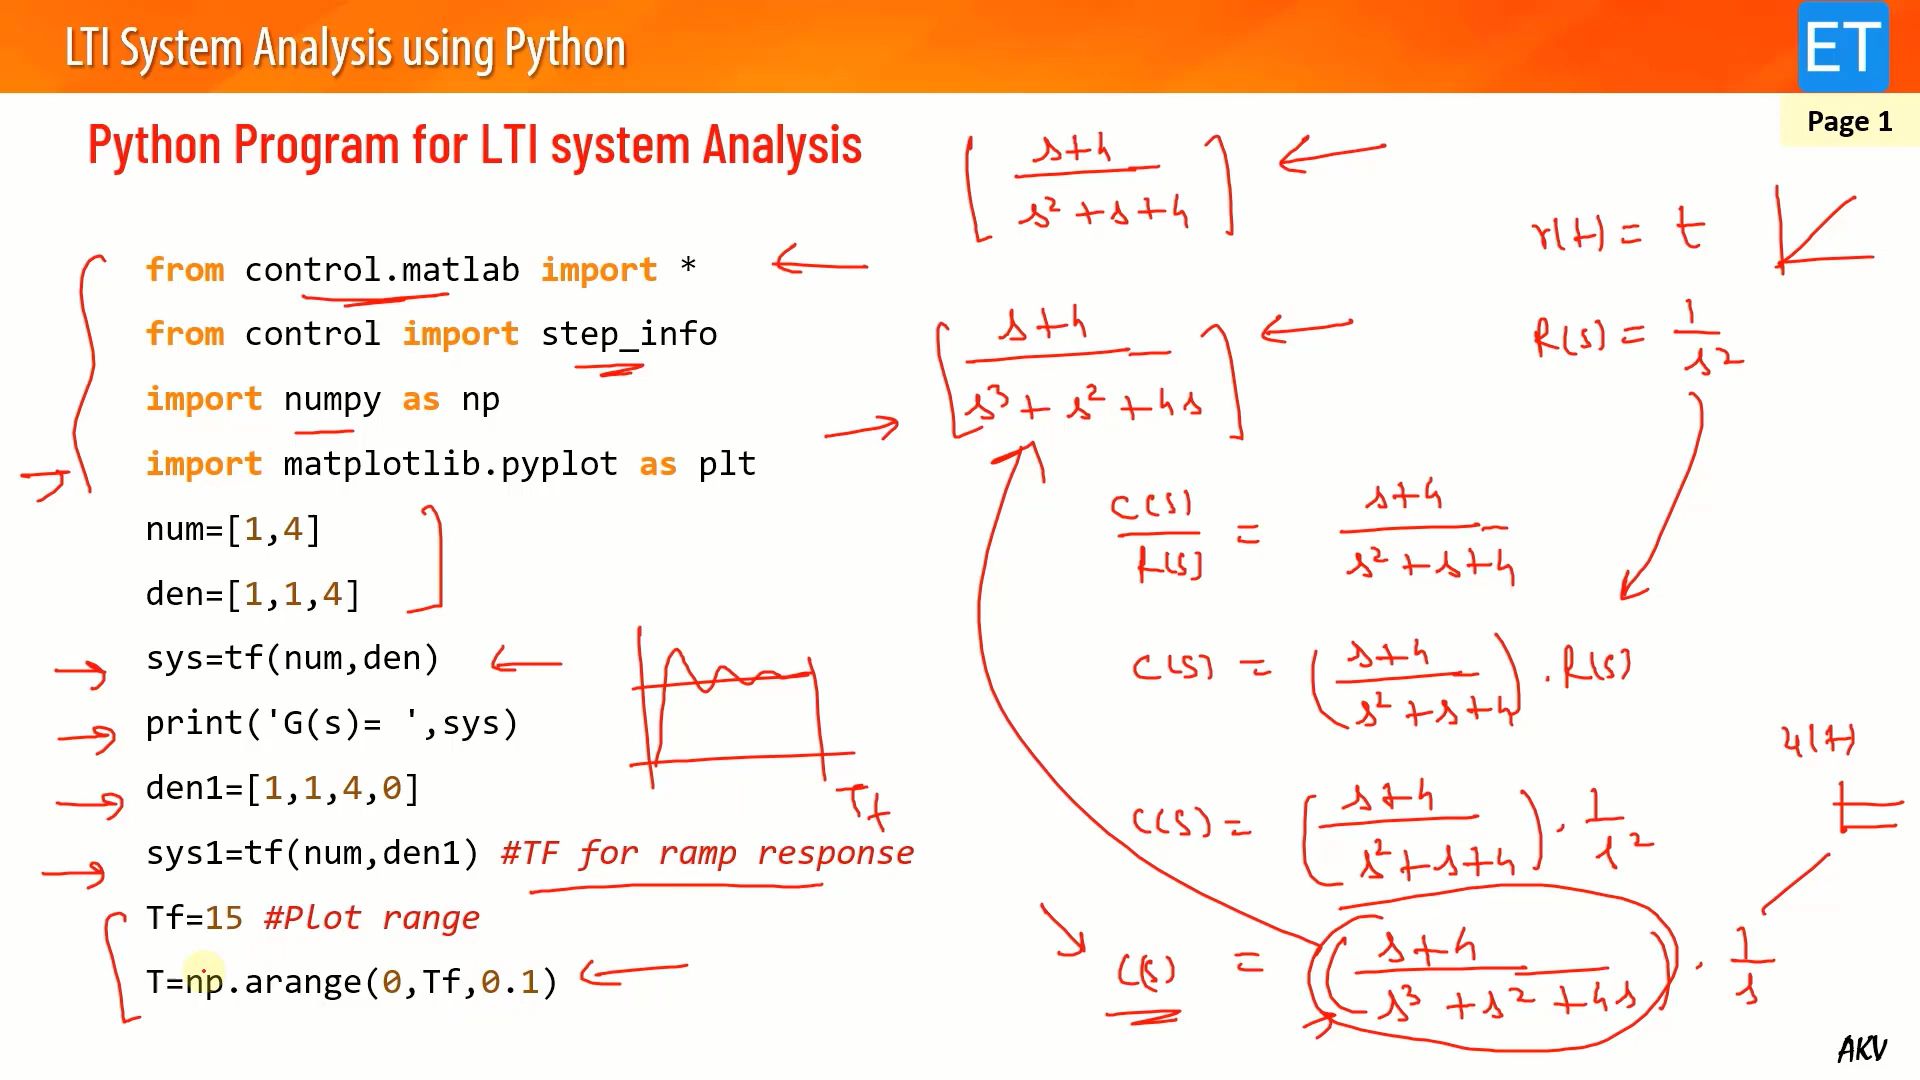 LTI System Analysis using Python
ET
Page 1
Python Program for LTI system Analysis
from control.matlab import *
from control import step_info
import numpy as np
import matplotlib.pyplot as plt
num=[1,4]
den=[1,1,4]
sys=tf(num,den)
print('G(s)= ',sys)
den1=[1,1,4,0]
sys1=tf(num,den1) #TF for ramp response
Tf=15 #Plot range
T=np.arange(0,Tf,0.1)
Tf
s+4
s² + s + 4
s+4
s³ + s² + 4s
r(t) = t
R(s) = 1
s²
C(s) = s+4
R(s) s² + s + 4
C(s) = ( s+4 ) . R(s)
s² + s + 4
u(t)
C(s) = ( s+4 ) . 1
s² + s + 4 s²
C(s) = ( s+4 ) . 1
s³ + s² + 4s s
AKV